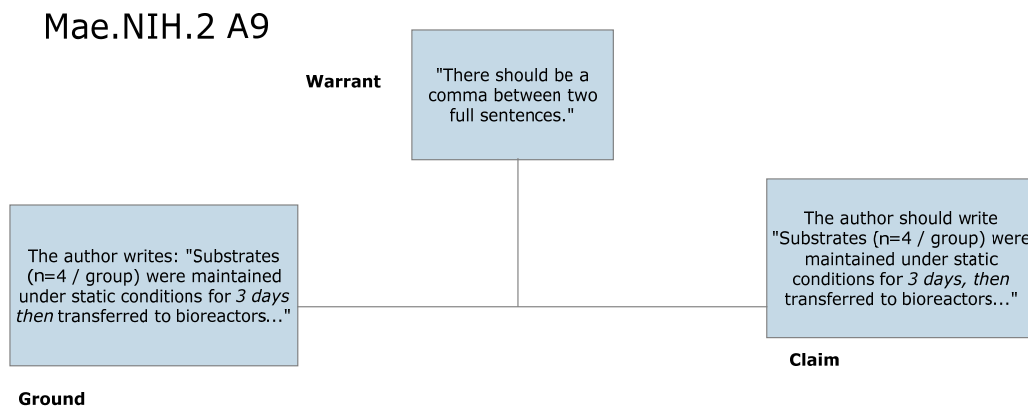 Mae.NIH.2 A9
Warrant
"There should be a
comma between two
full sentences."
The author writes: "Substrates
(n=4 / group) were maintained
under static conditions for 3 days
then transferred to bioreactors..."
Ground
The author should write
"Substrates (n=4 / group) were
maintained under static
conditions for 3 days, then
transferred to bioreactors..."
Claim